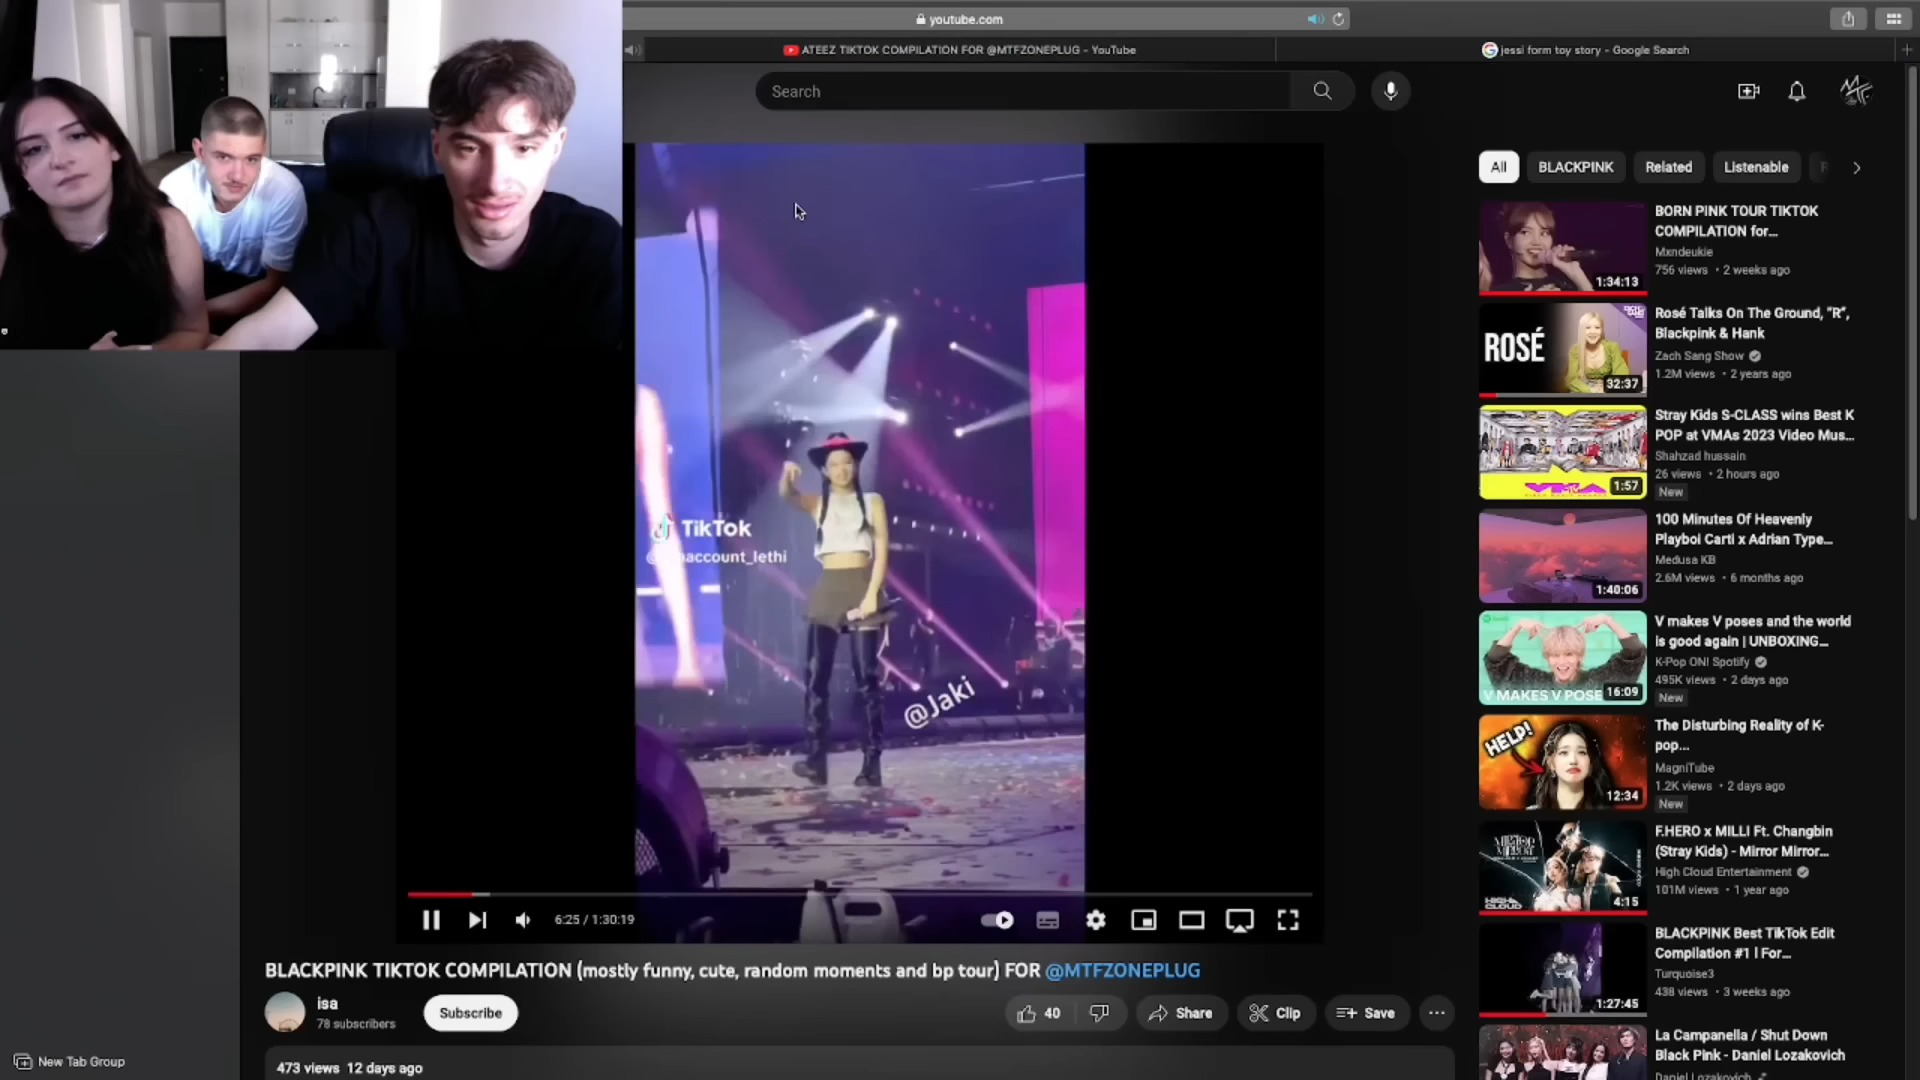 youtube.com
ATEEZ TIKTOK COMPILATION FOR @MTFZONEPLUG - YouTube
jessi form toy story - Google Search
Search
All
BLACKPINK
Related
Listenable
TikTok
account_lethi
@Jaki
6:25 / 1:30:19
BLACKPINK TIKTOK COMPILATION (mostly funny, cute, random moments and bp tour) FOR @MTFZONEPLUG
isa
78 subscribers
Subscribe
40
Share
Clip
Save
473 views 12 days ago
New Tab Group
BORN PINK TOUR TIKTOK
COMPILATION for...
Mxndeukie
756 views • 2 weeks ago
1:34:13
Rosé Talks On The Ground, "R",
Blackpink & Hank
Zach Sang Show
1.2M views • 2 years ago
ROSÉ
32:37
Stray Kids S-CLASS wins Best K
POP at VMAs 2023 Video Mus...
Shahzad hussain
26 views • 2 hours ago
New
VMA
1:57
100 Minutes Of Heavenly
Playboi Carti x Adrian Type...
Medusa KB
2.6M views • 6 months ago
1:40:06
V makes V poses and the world
is good again | UNBOXING...
K-Pop ON! Spotify
495K views • 2 days ago
New
V MAKES V POSE
16:09
The Disturbing Reality of K-
pop...
MagniTube
1.2K views • 2 days ago
New
HELP!
12:34
F.HERO x MILLI Ft. Changbin
(Stray Kids) - Mirror Mirror...
High Cloud Entertainment
101M views • 1 year ago
MIRROR
MIRROR
HIGH
CLOUD
4:15
BLACKPINK Best TikTok Edit
Compilation #1 | For...
Turquoise3
438 views • 3 weeks ago
1:27:45
La Campanella / Shut Down
Black Pink - Daniel Lozakovich
Daniel Lozakovich